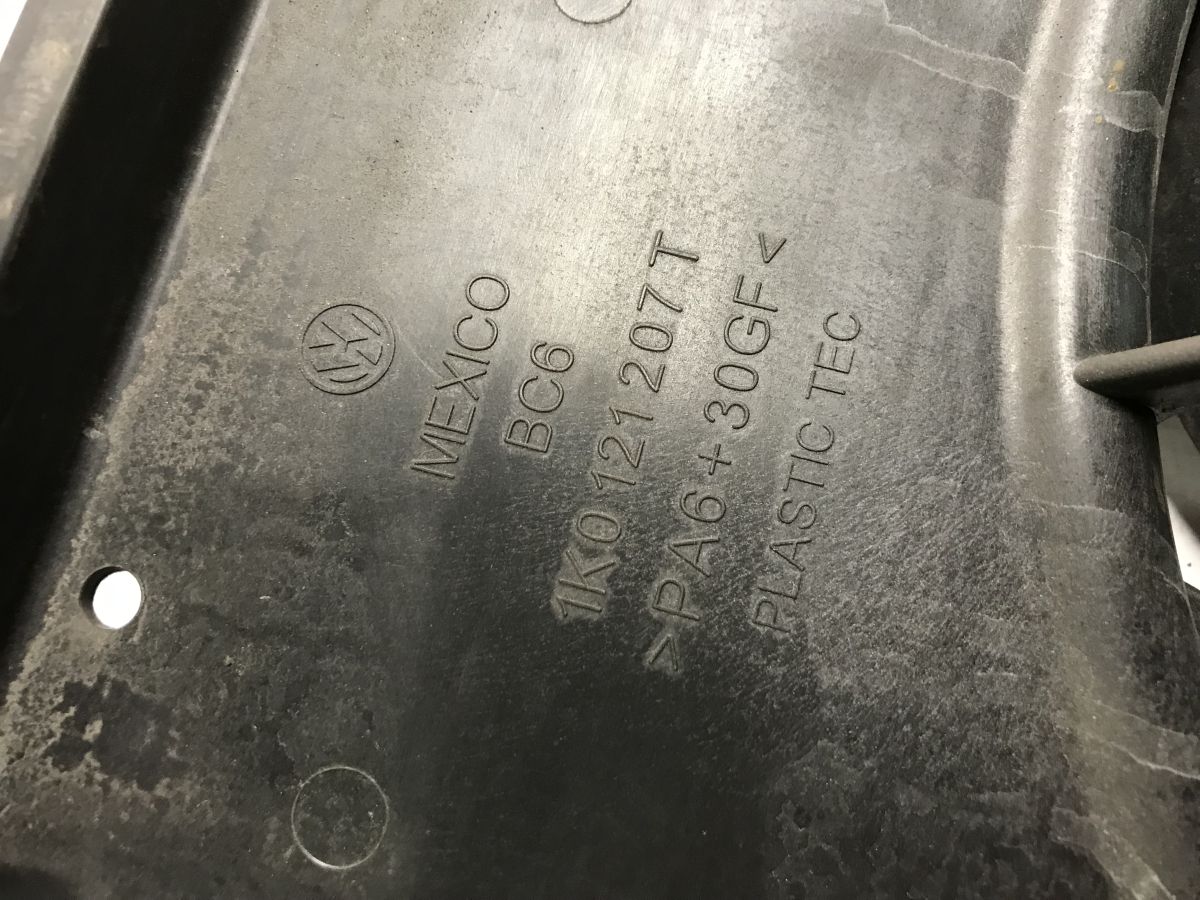 MEXICO
BC6
1K0 121 207 T
>PA6+30GF<
PLASTIC TEC